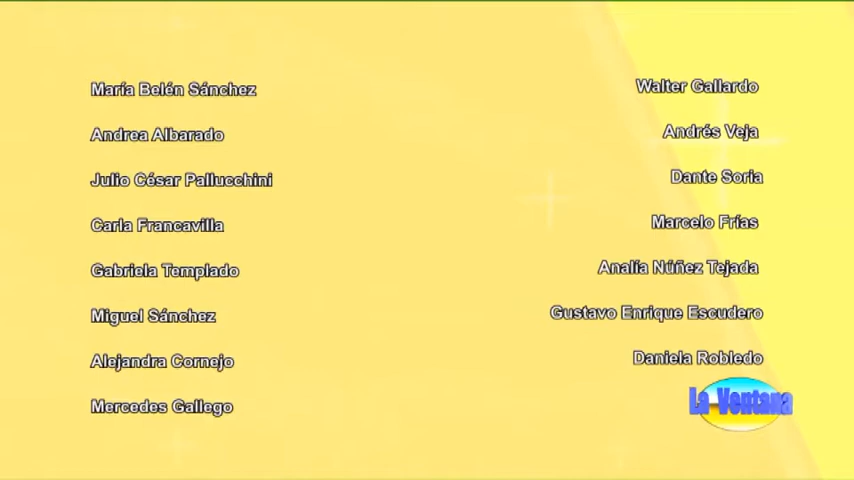 María Belén Sánchez
Andrea Albarado
Julio César Pallucchini
Carla Francavilla
Gabriela Templado
Miguel Sánchez
Alejandra Cornejo
Mercedes Gallego
Walter Gallardo
Andrés Veja
Dante Soria
Marcelo Frías
Analía Núñez Tejada
Gustavo Enrique Escudero
Daniela Robledo
La Ventana